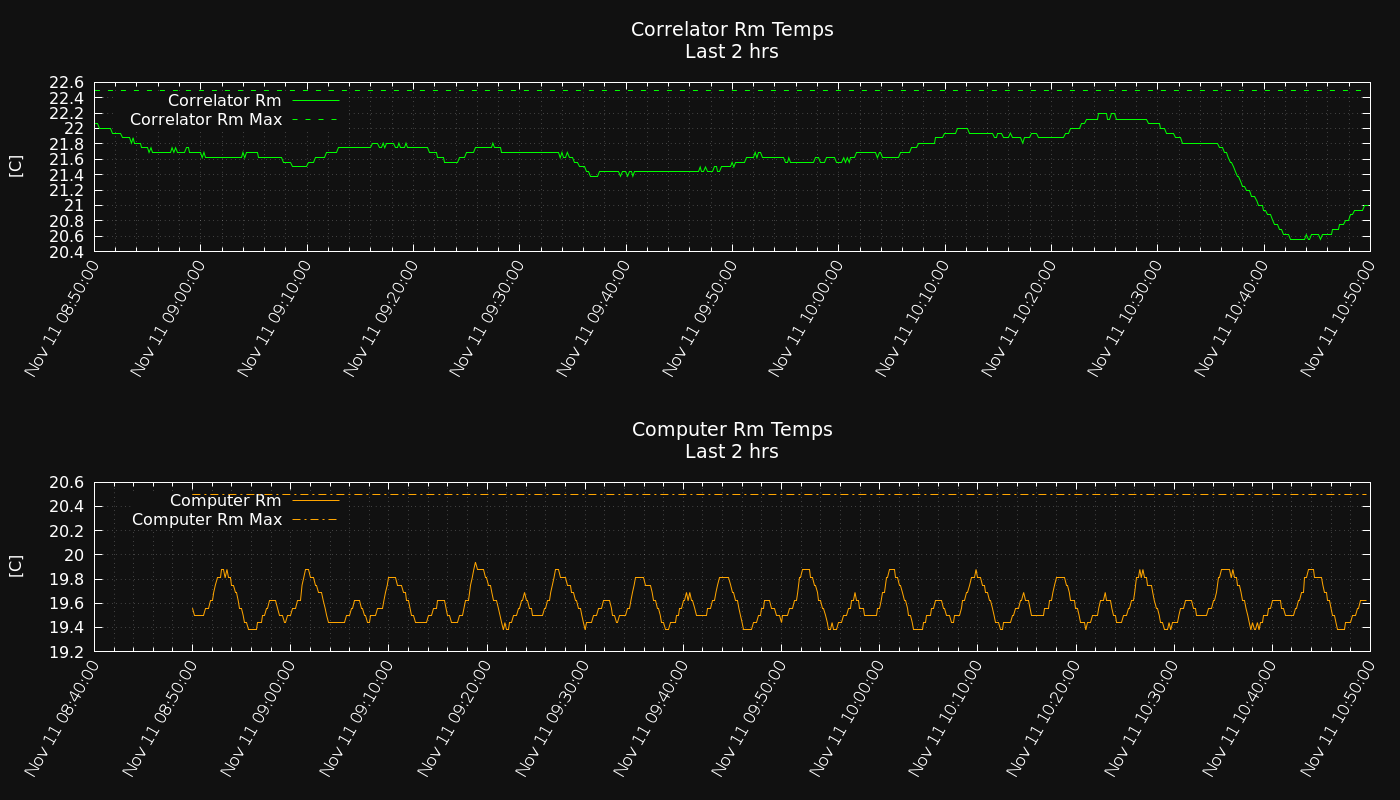 Correlator Rm Temps
Last 2 hrs
22.6
22.4
22.2
22
21.8
21.6
21.4
21.2
21
20.8
20.6
20.4
[C]
Correlator Rm
Correlator Rm Max
Nov 11 08:50:00
Nov 11 09:00:00
Nov 11 09:10:00
Nov 11 09:20:00
Nov 11 09:30:00
Nov 11 09:40:00
Nov 11 09:50:00
Nov 11 10:00:00
Nov 11 10:10:00
Nov 11 10:20:00
Nov 11 10:30:00
Nov 11 10:40:00
Nov 11 10:50:00
Computer Rm Temps
Last 2 hrs
20.6
20.4
20.2
20
19.8
19.6
19.4
19.2
[C]
Computer Rm
Computer Rm Max
Nov 11 08:40:00
Nov 11 08:50:00
Nov 11 09:00:00
Nov 11 09:10:00
Nov 11 09:20:00
Nov 11 09:30:00
Nov 11 09:40:00
Nov 11 09:50:00
Nov 11 10:00:00
Nov 11 10:10:00
Nov 11 10:20:00
Nov 11 10:30:00
Nov 11 10:40:00
Nov 11 10:50:00